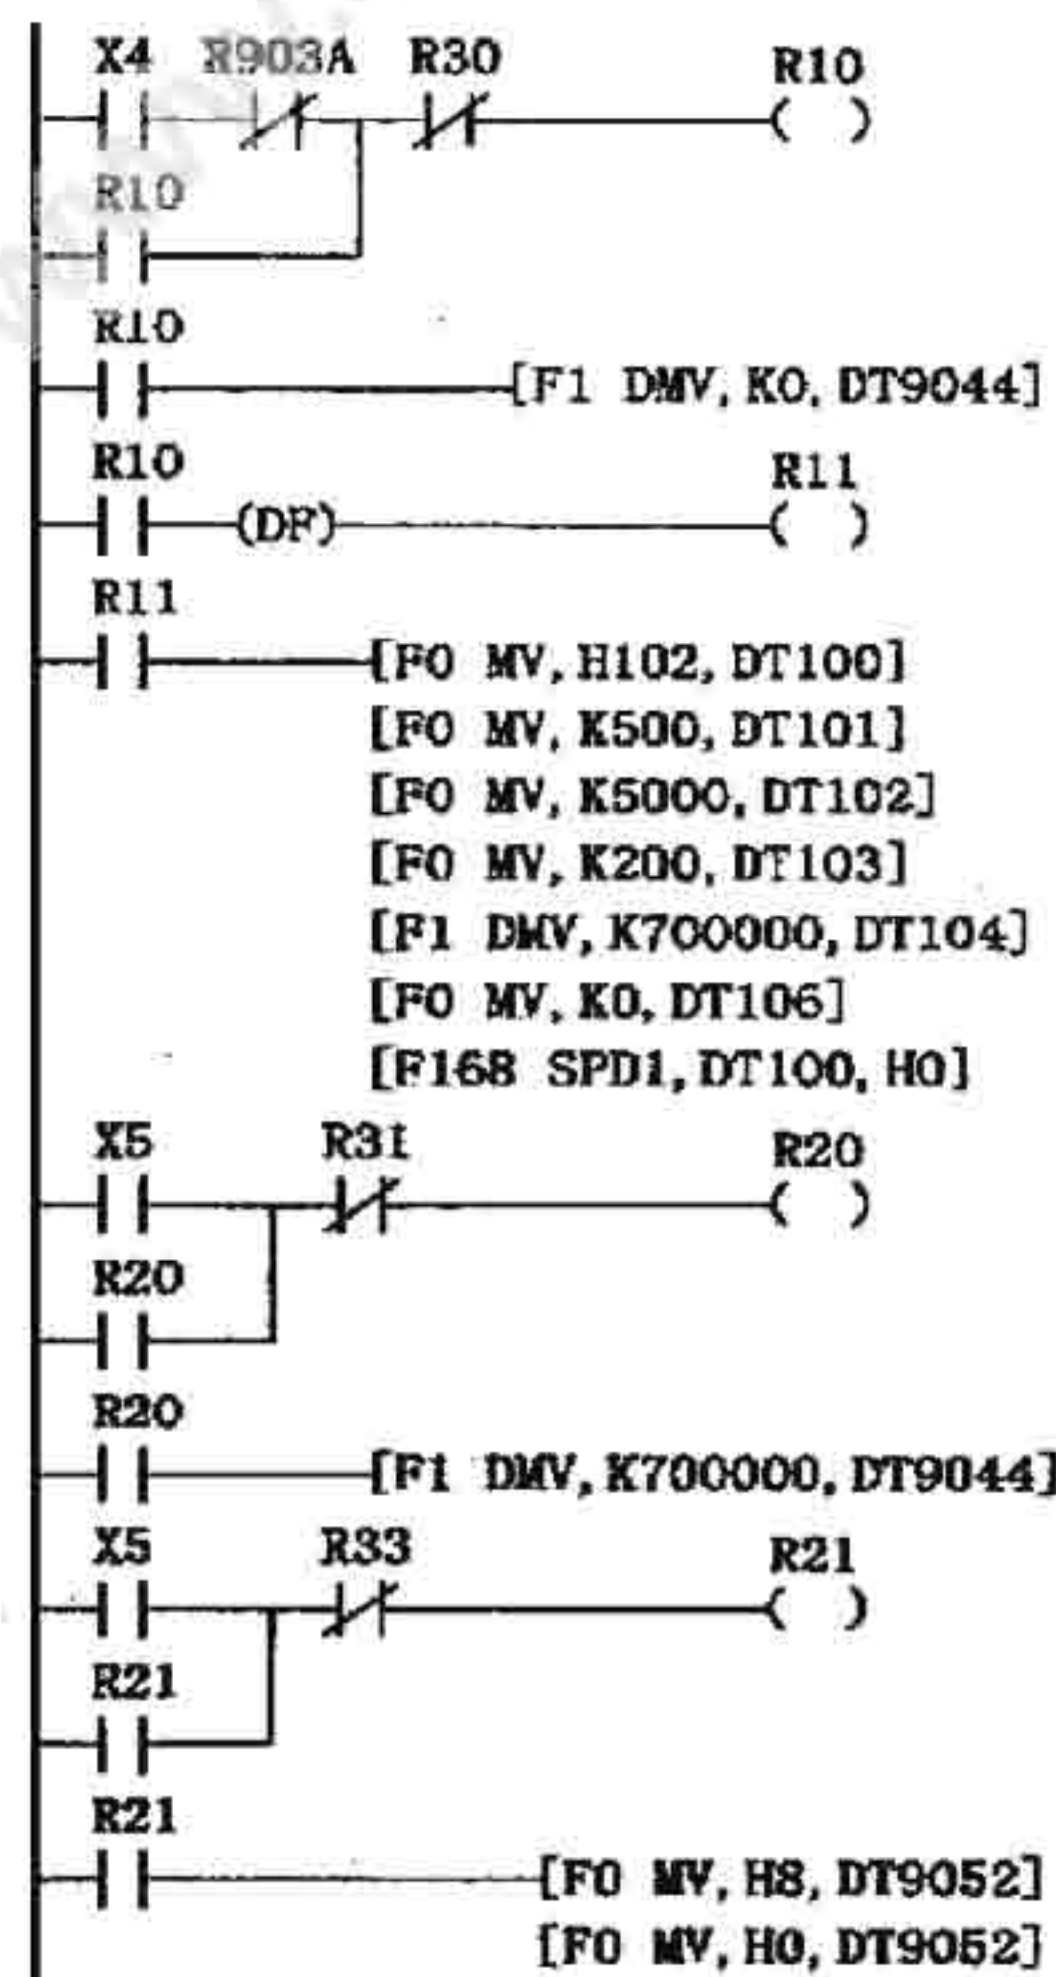 X4 R903A R30 R10
R10
R10
[F1 DMV, K0, DT9044]
R10 R11
(DF)
R11
[F0 MV, H102, DT100]
[F0 MV, K500, DT101]
[F0 MV, K5000, DT102]
[F0 MV, K200, DT103]
[F1 DMV, K700000, DT104]
[F0 MV, K0, DT106]
[F168 SPD1, DT100, H0]
X5 R31 R20
R20
R20
[F1 DMV, K700000, DT9044]
X5 R33 R21
R21
R21
[F0 MV, H8, DT9052]
[F0 MV, H0, DT9052]